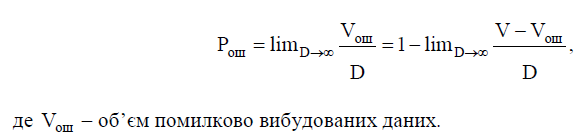 P_ош = lim_{D→∞} V_ош / D = 1 − lim_{D→∞} (V − V_ош) / D,
де V_ош – об’єм помилково вибудованих даних.